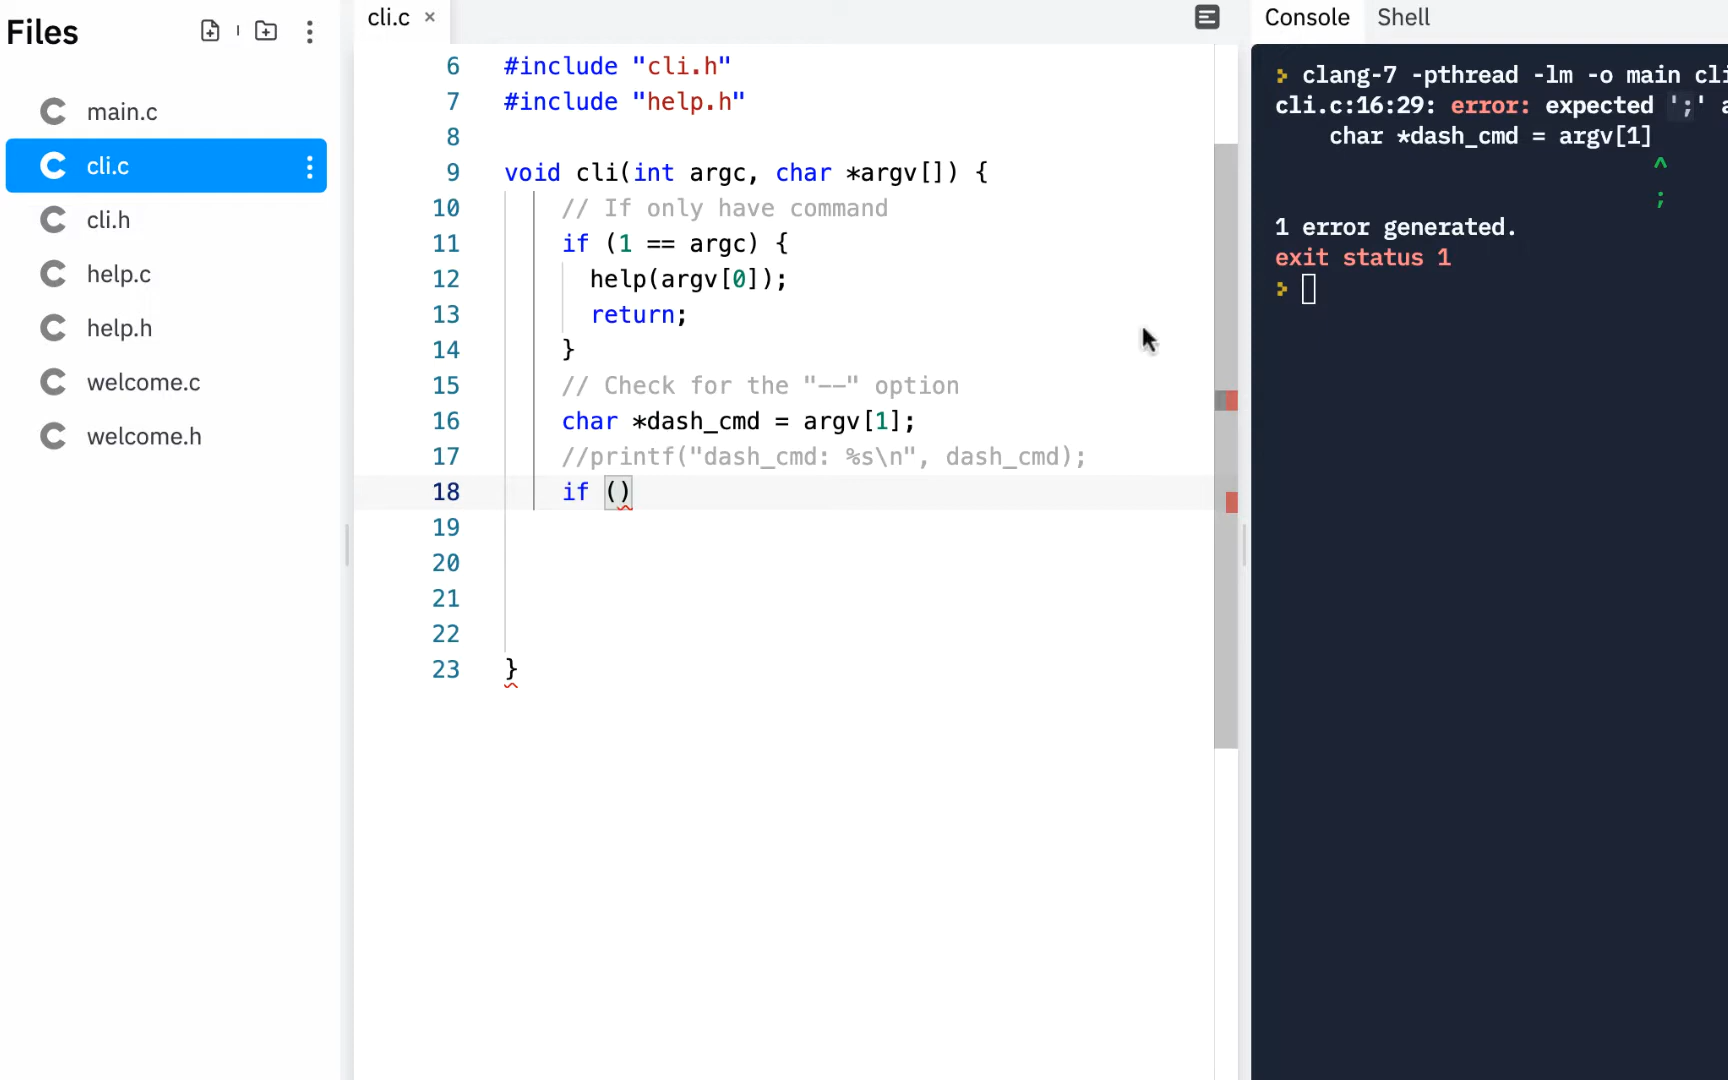 Files
main.c
cli.c
cli.h
help.c
help.h
welcome.c
welcome.h
cli.c ×
6 #include "cli.h"
7 #include "help.h"
8
9 void cli(int argc, char *argv[]) {
10 // If only have command
11 if (1 == argc) {
12 help(argv[0]);
13 return;
14 }
15 // Check for the "--" option
16 char *dash_cmd = argv[1];
17 //printf("dash_cmd: %s\n", dash_cmd);
18 if ()
19
20
21
22
23 }
Console Shell
clang-7 -pthread -lm -o main cli
cli.c:16:29: error: expected ';' a
char *dash_cmd = argv[1]
^
;
1 error generated.
exit status 1